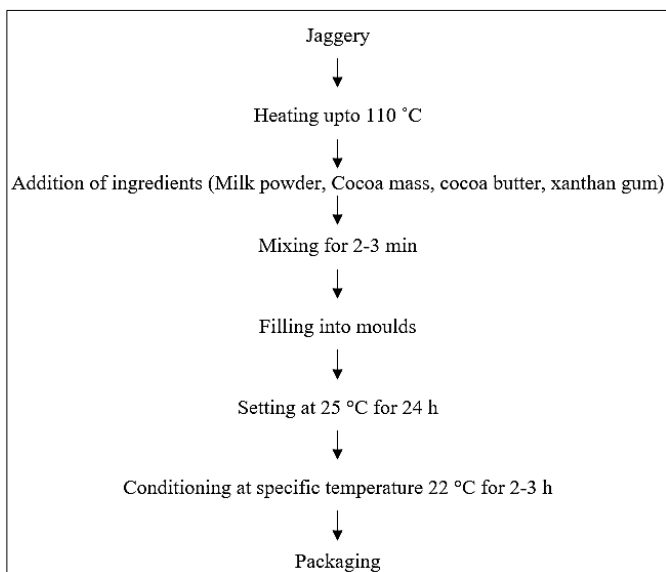 Jaggery
Heating upto 110 ˚C
Addition of ingredients (Milk powder, Cocoa mass, cocoa butter, xanthan gum)
Mixing for 2-3 min
Filling into moulds
Setting at 25 °C for 24 h
Conditioning at specific temperature 22 °C for 2-3 h
Packaging